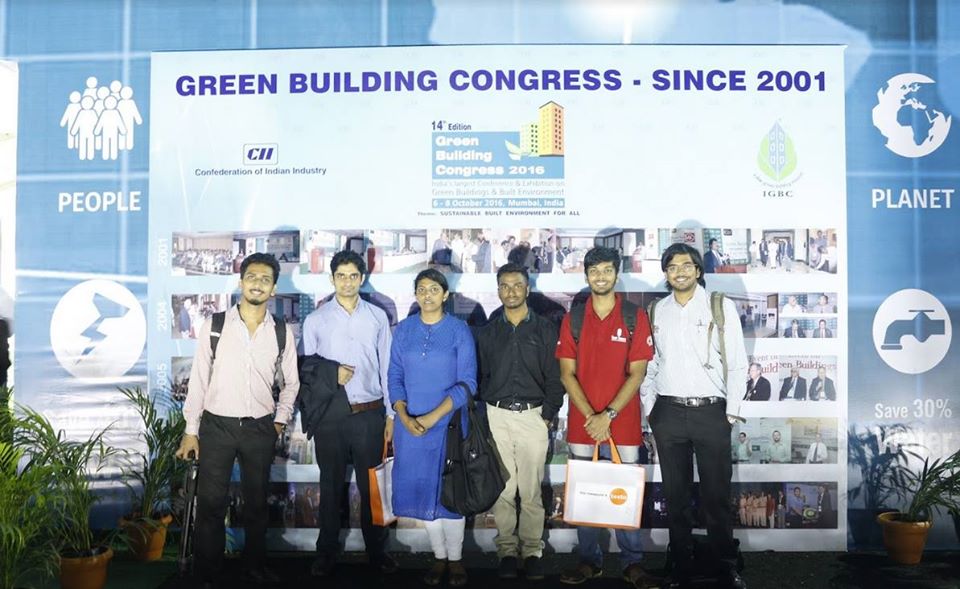 GREEN BUILDING CONGRESS - SINCE 2001
PEOPLE
CII
Confederation of Indian Industry
14th Edition
Green
Building
Congress 2016
India's largest Conference & Exhibition on
Green Buildings & Built Environment
6 - 8 October 2016, Mumbai, India
Theme: SUSTAINABLE BUILT ENVIRONMENT FOR ALL
IGBC
PLANET
2001
2004
2005
Save 30%
Water
testo